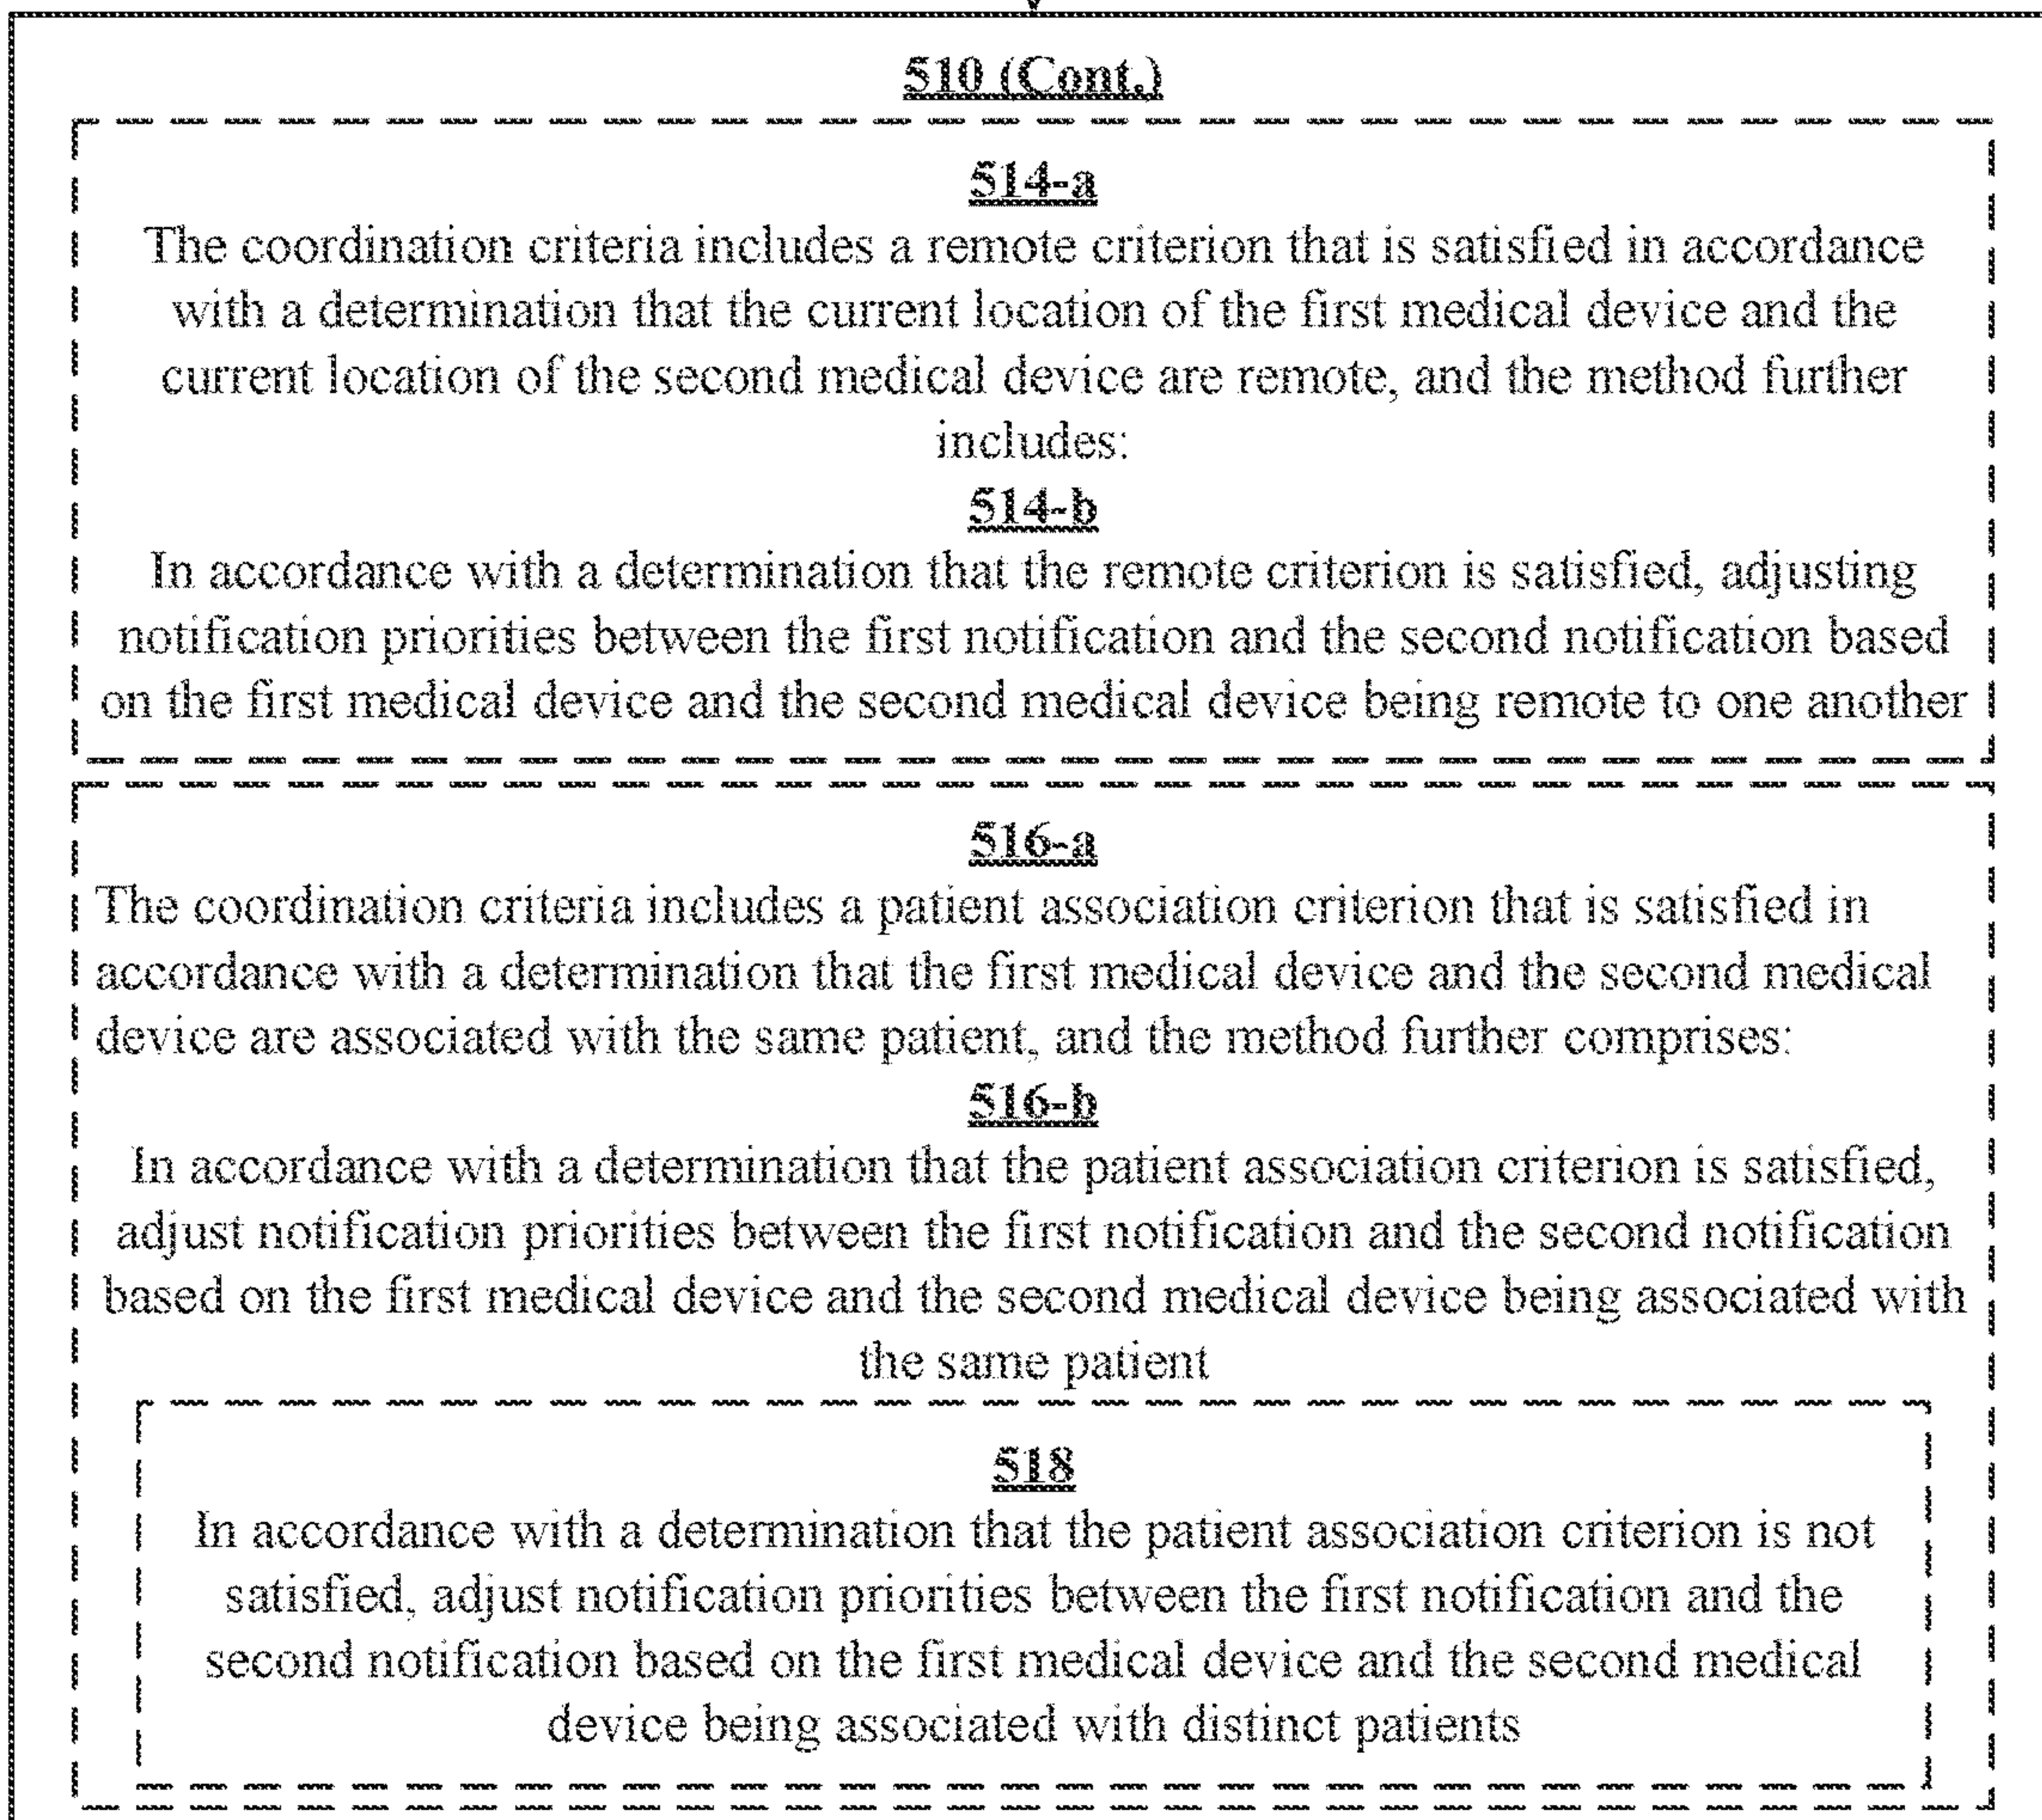 510 (Cont.)
514-a
The coordination criteria includes a remote criterion that is satisfied in accordance
with a determination that the current location of the first medical device and the
current location of the second medical device are remote, and the method further
includes:
514-b
In accordance with a determination that the remote criterion is satisfied, adjusting
notification priorities between the first notification and the second notification based
on the first medical device and the second medical device being remote to one another
516-a
The coordination criteria includes a patient association criterion that is satisfied in
accordance with a determination that the first medical device and the second medical
device are associated with the same patient, and the method further comprises:
516-b
In accordance with a determination that the patient association criterion is satisfied,
adjust notification priorities between the first notification and the second notification
based on the first medical device and the second medical device being associated with
the same patient
518
In accordance with a determination that the patient association criterion is not
satisfied, adjust notification priorities between the first notification and the
second notification based on the first medical device and the second medical
device being associated with distinct patients